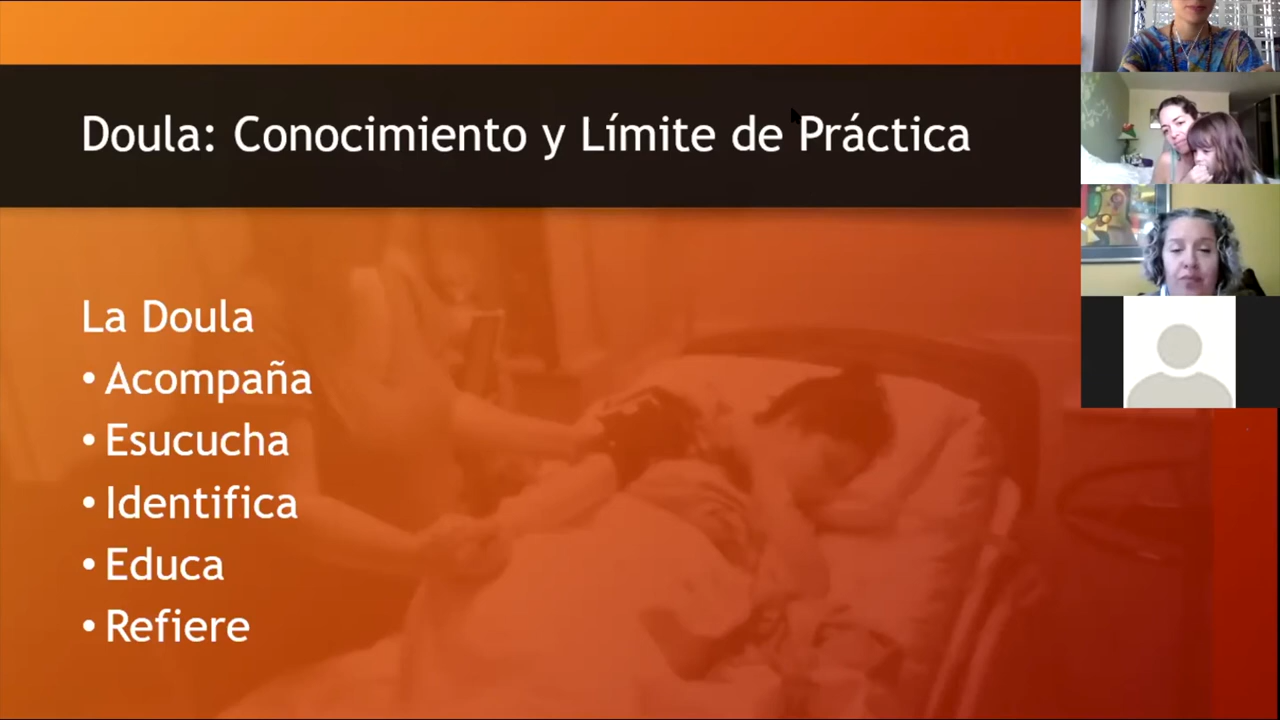 Doula: Conocimiento y Límite de Práctica
La Doula
• Acompaña
• Esucucha
• Identifica
• Educa
• Refiere